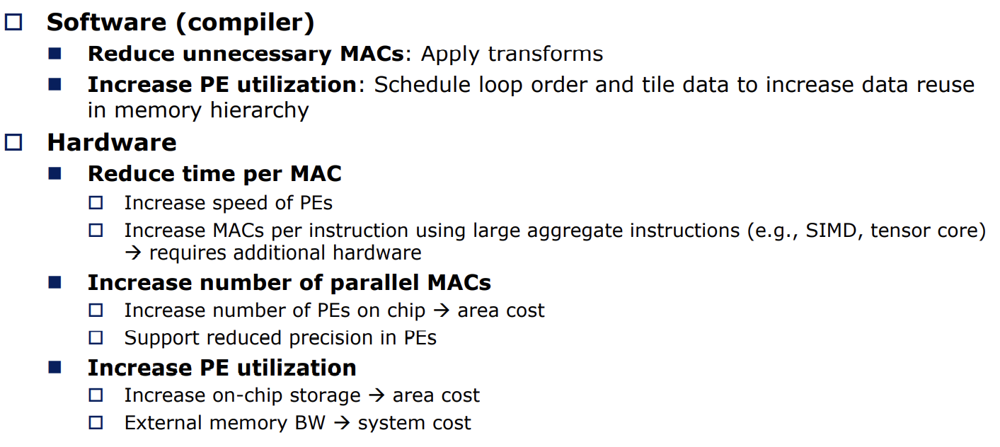 Software (compiler)
Reduce unnecessary MACs: Apply transforms
Increase PE utilization: Schedule loop order and tile data to increase data reuse
in memory hierarchy
Hardware
Reduce time per MAC
Increase speed of PEs
Increase MACs per instruction using large aggregate instructions (e.g., SIMD, tensor core)
→ requires additional hardware
Increase number of parallel MACs
Increase number of PEs on chip → area cost
Support reduced precision in PEs
Increase PE utilization
Increase on-chip storage → area cost
External memory BW → system cost